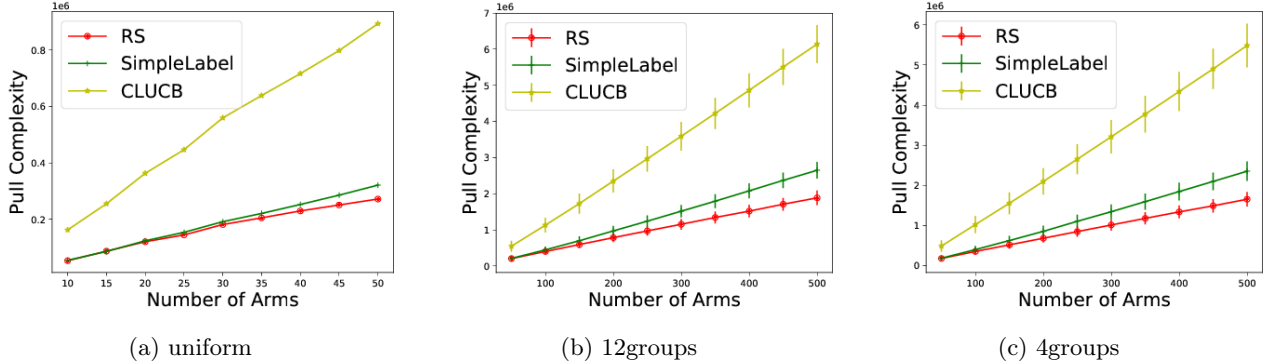 1e6
RS
SimpleLabel
CLUCB
Pull Complexity
0.8
0.6
0.4
0.2
10 15 20 25 30 35 40 45 50
Number of Arms
(a) uniform
1e6
RS
SimpleLabel
CLUCB
Pull Complexity
7
6
5
4
3
2
1
0
100 200 300 400 500
Number of Arms
(b) 12groups
1e6
RS
SimpleLabel
CLUCB
Pull Complexity
6
5
4
3
2
1
0
100 200 300 400 500
Number of Arms
(c) 4groups